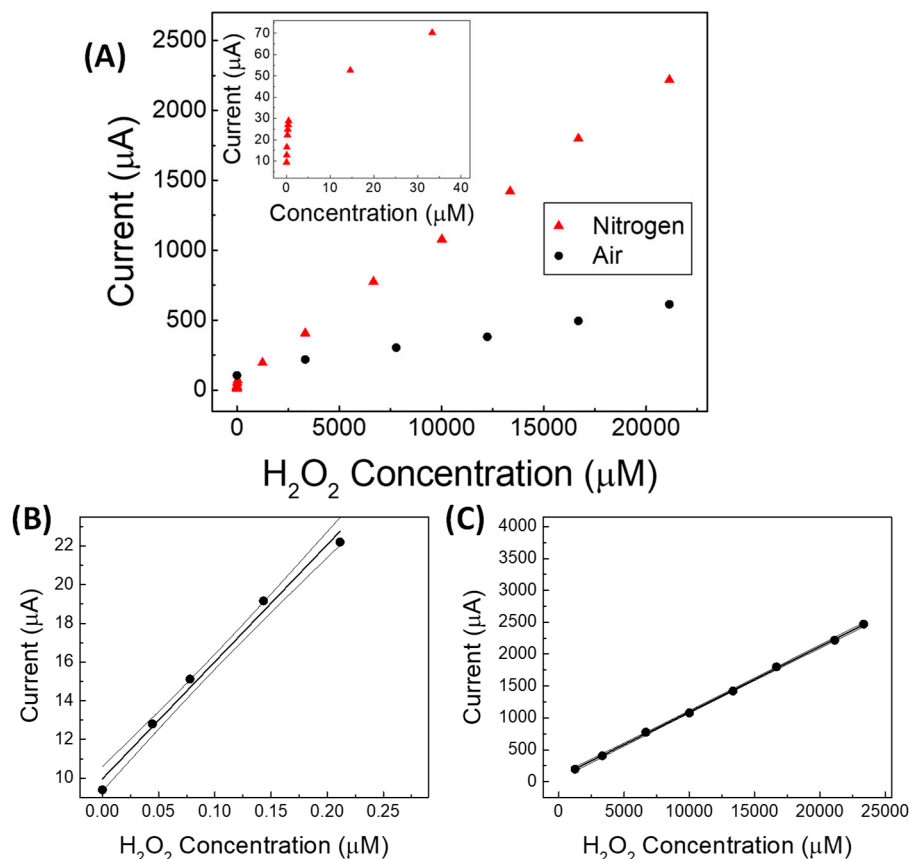 (A)
Current (μA)
2500
2000
1500
1000
500
0
0 5000 10000 15000 20000
H₂O₂ Concentration (μM)
Current (μA)
70
60
50
40
30
20
10
0 10 20 30 40
Concentration (μM)
Nitrogen
Air
(B)
Current (μA)
22
20
18
16
14
12
10
0.00 0.05 0.10 0.15 0.20 0.25
H₂O₂ Concentration (μM)
(C)
Current (μA)
4000
3500
3000
2500
2000
1500
1000
500
0
0 5000 10000 15000 20000 25000
H₂O₂ Concentration (μM)